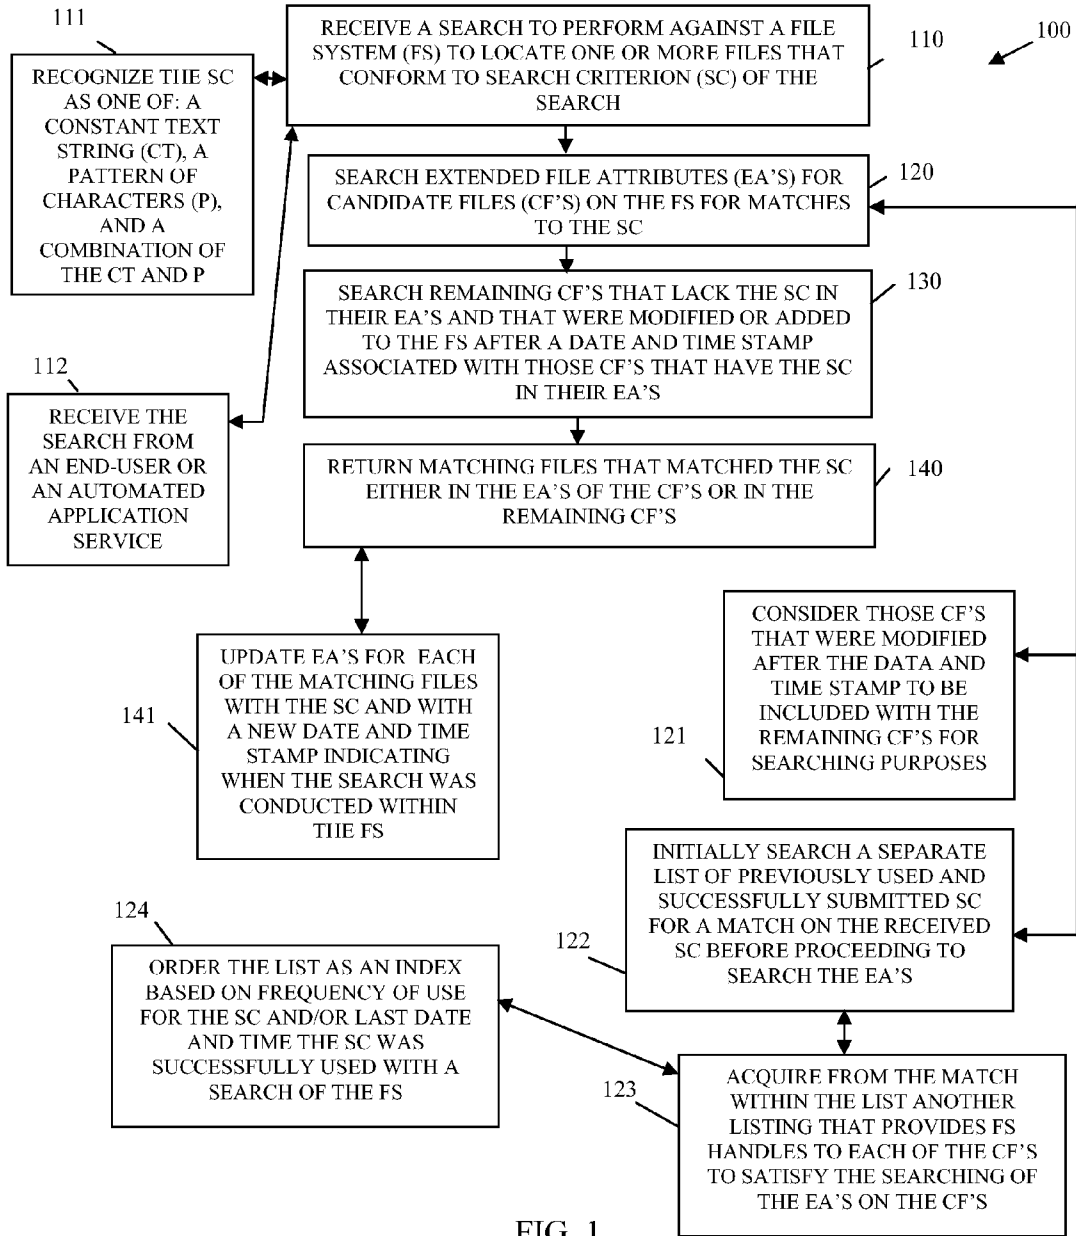 111
RECOGNIZE THE SC
AS ONE OF: A
CONSTANT TEXT
STRING (CT), A
PATTERN OF
CHARACTERS (P),
AND A
COMBINATION OF
THE CT AND P
RECEIVE A SEARCH TO PERFORM AGAINST A FILE
SYSTEM (FS) TO LOCATE ONE OR MORE FILES THAT
CONFORM TO SEARCH CRITERION (SC) OF THE
SEARCH
110
100
SEARCH EXTENDED FILE ATTRIBUTES (EA'S) FOR
CANDIDATE FILES (CF'S) ON THE FS FOR MATCHES
TO THE SC
120
SEARCH REMAINING CF'S THAT LACK THE SC IN
THEIR EA'S AND THAT WERE MODIFIED OR ADDED
TO THE FS AFTER A DATE AND TIME STAMP
ASSOCIATED WITH THOSE CF'S THAT HAVE THE SC
IN THEIR EA'S
130
112
RECEIVE THE
SEARCH FROM
AN END-USER OR
AN AUTOMATED
APPLICATION
SERVICE
RETURN MATCHING FILES THAT MATCHED THE SC
EITHER IN THE EA'S OF THE CF'S OR IN THE
REMAINING CF'S
140
CONSIDER THOSE CF'S
THAT WERE MODIFIED
AFTER THE DATA AND
TIME STAMP TO BE
INCLUDED WITH THE
REMAINING CF'S FOR
SEARCHING PURPOSES
121
UPDATE EA'S FOR EACH
OF THE MATCHING FILES
WITH THE SC AND WITH
A NEW DATE AND TIME
STAMP INDICATING
WHEN THE SEARCH WAS
CONDUCTED WITHIN
THE FS
141
INITIALLY SEARCH A SEPARATE
LIST OF PREVIOUSLY USED AND
SUCCESSFULLY SUBMITTED SC
FOR A MATCH ON THE RECEIVED
SC BEFORE PROCEEDING TO
SEARCH THE EA'S
122
124
ORDER THE LIST AS AN INDEX
BASED ON FREQUENCY OF USE
FOR THE SC AND/OR LAST DATE
AND TIME THE SC WAS
SUCCESSFULLY USED WITH A
SEARCH OF THE FS
123
ACQUIRE FROM THE MATCH
WITHIN THE LIST ANOTHER
LISTING THAT PROVIDES FS
HANDLES TO EACH OF THE CF'S
TO SATISFY THE SEARCHING OF
THE EA'S ON THE CF'S
FIG. 1